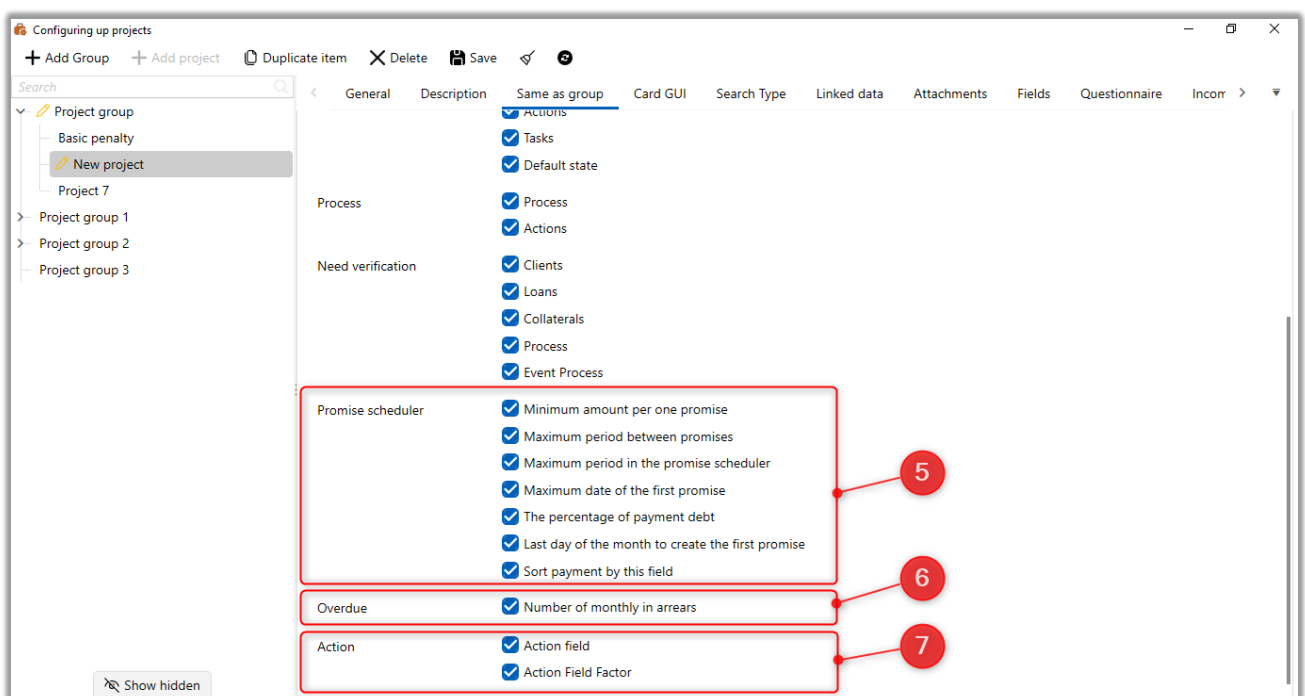 Configuring up projects
Add Group Add project Duplicate item Delete Save
Search
General Description Same as group Card GUI Search Type Linked data Attachments Fields Questionnaire Incom
Project group
Basic penalty
New project
Project 7
Project group 1
Project group 2
Project group 3
Show hidden
Actions
Tasks
Default state
Process Process
Actions
Need verification Clients
Loans
Collaterals
Process
Event Process
Promise scheduler Minimum amount per one promise
Maximum period between promises
Maximum period in the promise scheduler
Maximum date of the first promise
The percentage of payment debt
Last day of the month to create the first promise
Sort payment by this field
5
Overdue Number of monthly in arrears
6
Action Action field
Action Field Factor
7